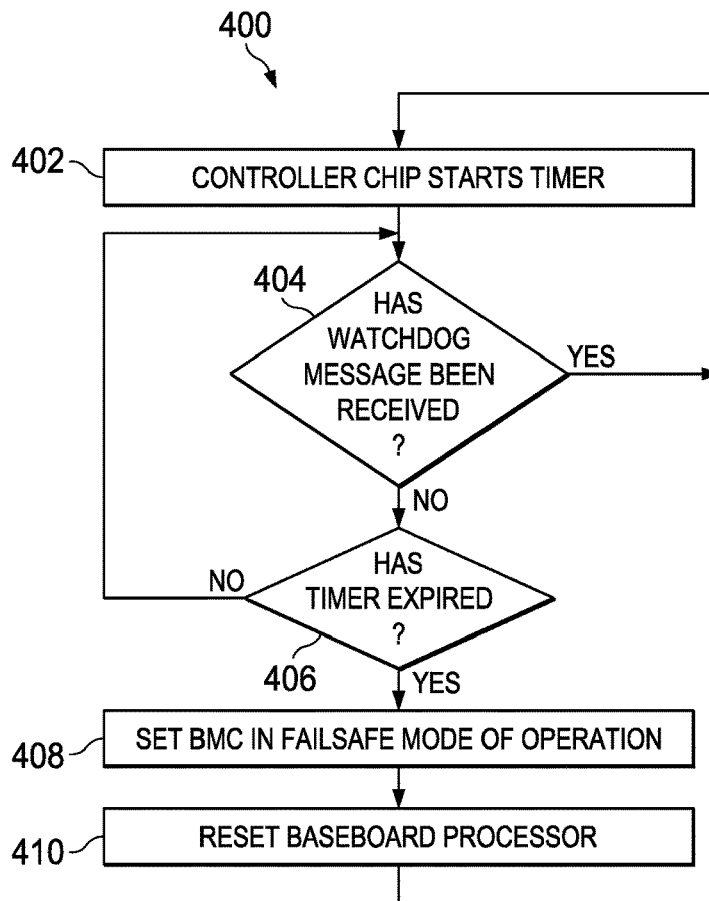 400
402
CONTROLLER CHIP STARTS TIMER
404
HAS
WATCHDOG
MESSAGE BEEN
RECEIVED
?
YES
NO
HAS
TIMER EXPIRED
?
NO
406
YES
408
SET BMC IN FAILSAFE MODE OF OPERATION
410
RESET BASEBOARD PROCESSOR